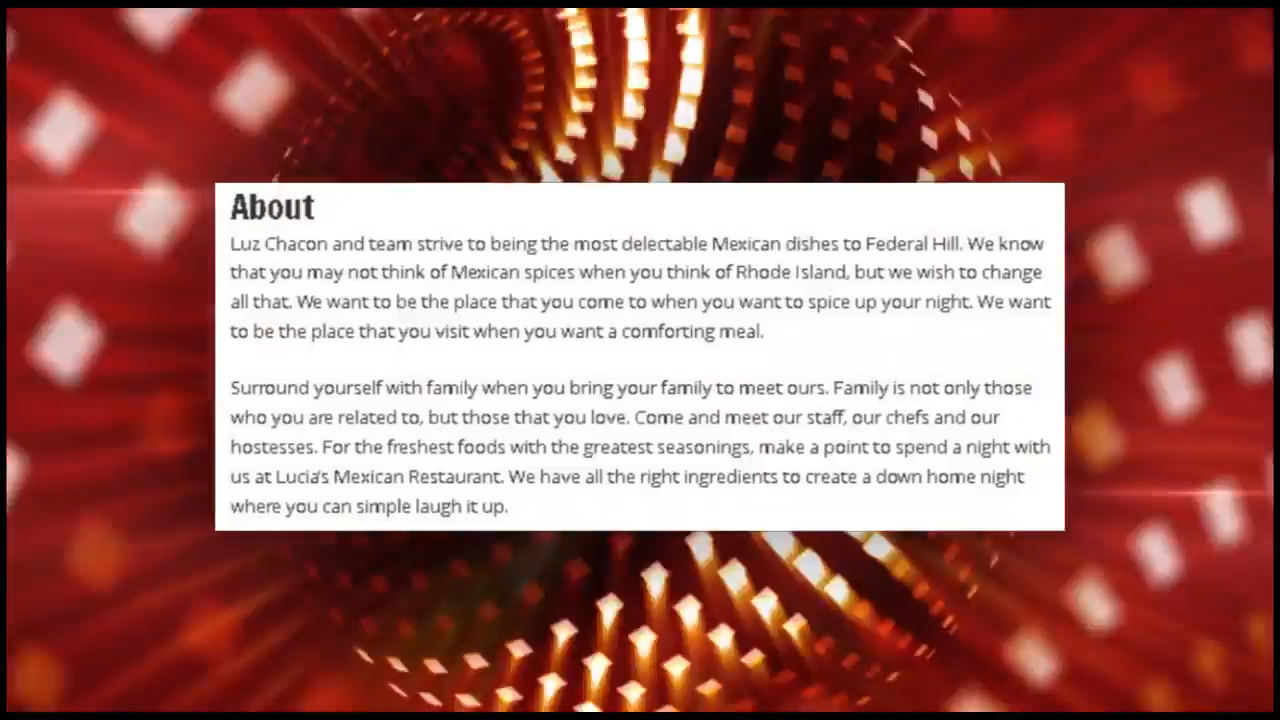 About
Luz Chacon and team strive to being the most delectable Mexican dishes to Federal Hill. We know
that you may not think of Mexican spices when you think of Rhode Island, but we wish to change
all that. We want to be the place that you come to when you want to spice up your night. We want
to be the place that you visit when you want a comforting meal.
Surround yourself with family when you bring your family to meet ours. Family is not only those
who you are related to, but those that you love. Come and meet our staff, our chefs and our
hostesses. For the freshest foods with the greatest seasonings, make a point to spend a night with
us at Lucia's Mexican Restaurant. We have all the right ingredients to create a down home night
where you can simple laugh it up.